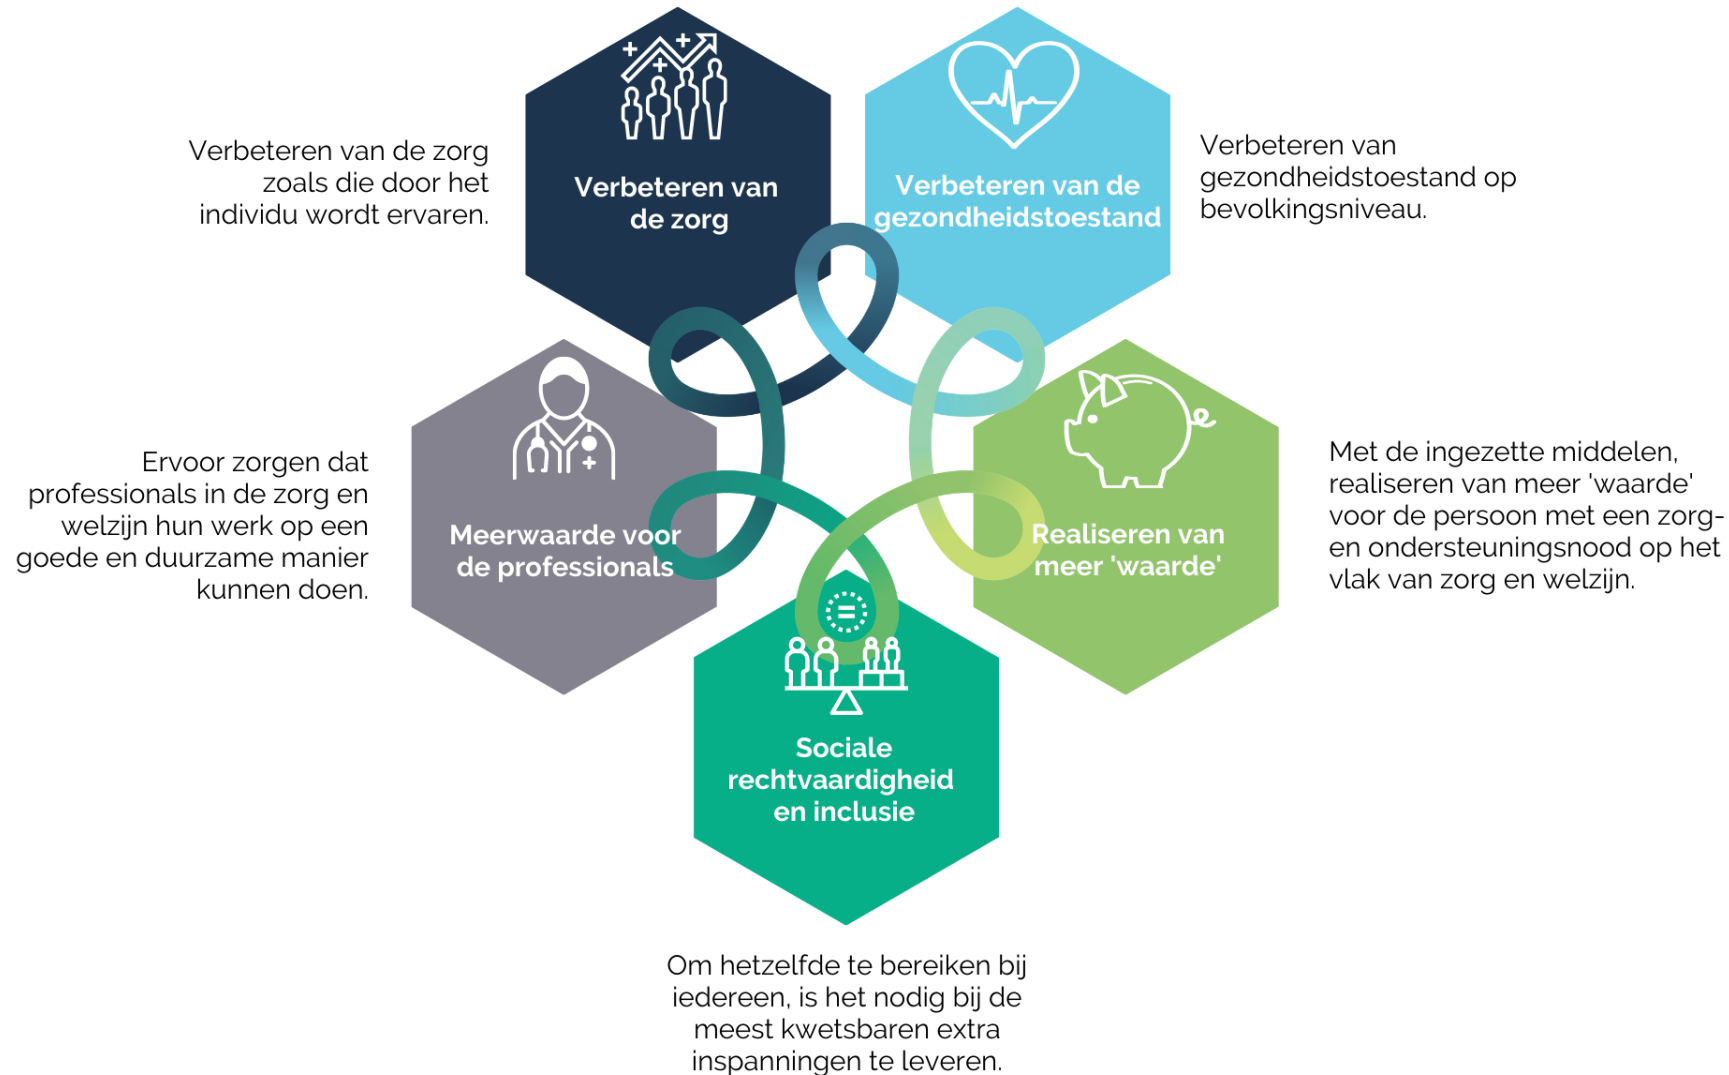 Verbeteren van de zorg
zoals die door het
individu wordt ervaren.
Verbeteren van
de zorg
Verbeteren van de
gezondheidstoestand
Verbeteren van
gezondheidstoestand op
bevolkingsniveau.
Ervoor zorgen dat
professionals in de zorg en
welzijn hun werk op een
goede en duurzame manier
kunnen doen.
Meerwaarde voor
de professionals
Realiseren van
meer 'waarde'
Met de ingezette middelen,
realiseren van meer 'waarde'
voor de persoon met een zorg-
en ondersteuningsnood op het
vlak van zorg en welzijn.
Sociale
rechtvaardigheid
en inclusie
Om hetzelfde te bereiken bij
iedereen, is het nodig bij de
meest kwetsbaren extra
inspanningen te leveren.